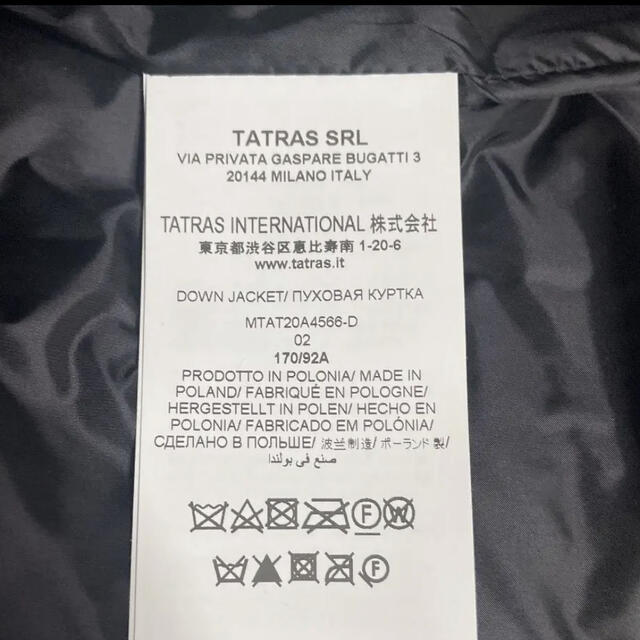 TATRAS SRL
VIA PRIVATA GASPARE BUGATTI 3
20144 MILANO ITALY
TATRAS INTERNATIONAL 株式会社
東京都渋谷区恵比寿南 1-20-6
www.tatras.it
DOWN JACKET/ ПУХОВАЯ КУРТКА
MTAT20A4566-D
02
170/92A
PRODOTTO IN POLONIA/ MADE IN
POLAND/ FABRIQUÉ EN POLOGNE/
HERGESTELLT IN POLEN/ HECHO EN
POLONIA/ FABRICADO EM POLÓNIA/
СДЕЛАНО В ПОЛЬШЕ/ 波兰制造/ ポーランド製/
صنع في بولندا
F W
F